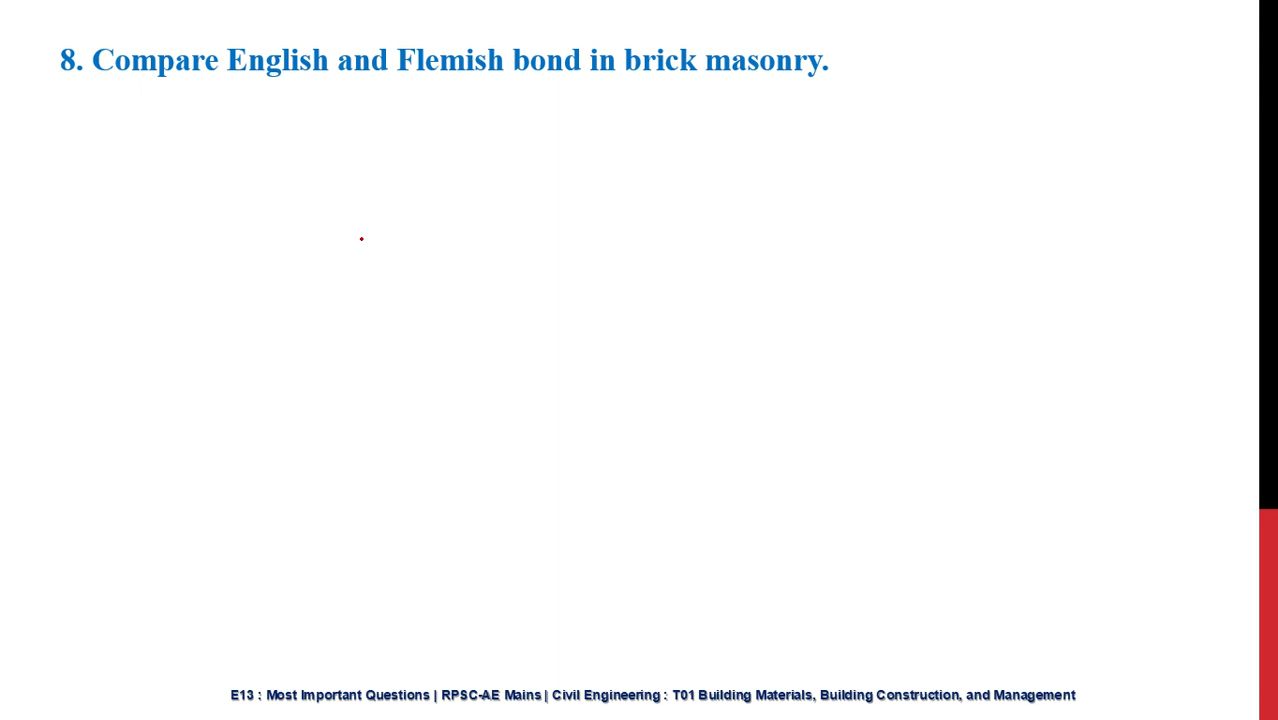 8. Compare English and Flemish bond in brick masonry.
E13 : Most Important Questions | RPSC-AE Mains | Civil Engineering : T01 Building Materials, Building Construction, and Management